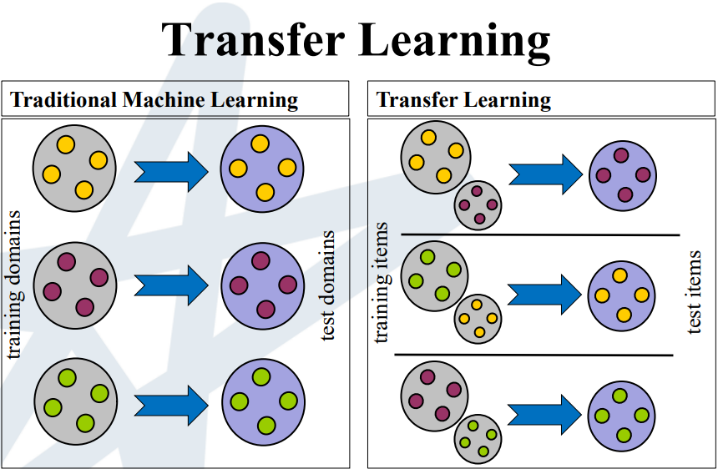 Transfer Learning
Traditional Machine Learning
training domains
test domains
Transfer Learning
training items
test items